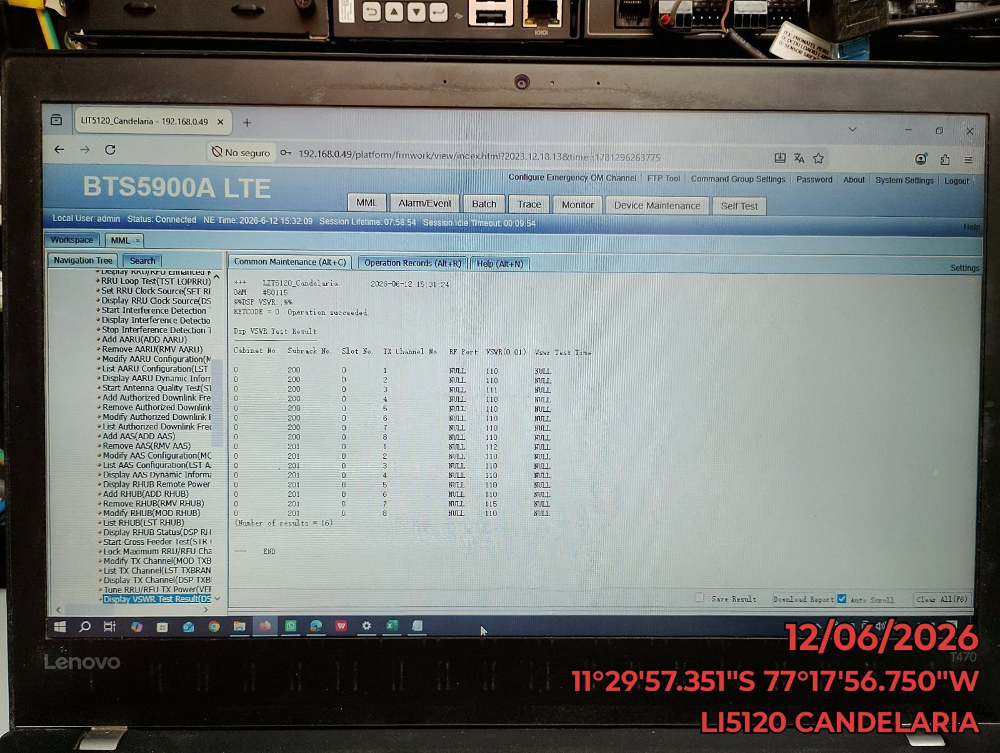 ITX: PRONATEL PERU
LIT5120_Candelaria - 192.168.0.49
No seguro
192.168.0.49/platform/frmwork/view/index.html?2023.12.18.13&time=1781296263775
BTS5900A LTE
Configure Emergency OM Channel FTP Tool Command Group Settings Password About System Settings Logout
MML Alarm/Event Batch Trace Monitor Device Maintenance Self Test
Local User: admin Status: Connected NE Time: 2026-6-12 15:32:09 Session Lifetime: 07:58:54 Session Idle Timeout: 00:09:54
Help
Workspace MML
Navigation Tree Search
Common Maintenance (Alt+C) Operation Records (Alt+R) Help (Alt+N)
Settings
Display RRU/RFU Enhanced
RRU Loop Test(TST LOPRRU)
Set RRU Clock Source(SET RI
Display RRU Clock Source(DS
Start Interference Detection
Display Interference Detectio
Stop Interference Detection T
Add AARU(ADD AARU)
Remove AARU(RMV AARU)
Modify AARU Configuration(M
List AARU Configuration(LST
Display AARU Dynamic Inforr
Start Antenna Quality Test(ST
Add Authorized Downlink Fre
Remove Authorized Downlink
Modify Authorized Downlink
List Authorized Downlink Frec
Add AAS(ADD AAS)
Remove AAS(RMV AAS)
Modify AAS Configuration(MC
List AAS Configuration(LST A
Display AAS Dynamic Informa
Display RHUB Remote Power
Add RHUB(ADD RHUB)
Remove RHUB(RMV RHUB)
Modify RHUB(MOD RHUB)
List RHUB(LST RHUB)
Display RHUB Status(DSP RH
Start Cross Feeder Test(STR
Lock Maximum RRU/RFU Cha
Modify TX Channel(MOD TXB
List TX Channel(LST TXBRAN
Display TX Channel(DSP TXB
Tune RRU/RFU TX Power(VEF
Display VSWR Test Result(DS
+++ LIT5120_Candelaria 2026-06-12 15:31:24
O&M #50115
%%DSP VSWR:;%%
RETCODE = 0 Operation succeeded.
Dsp VSWR Test Result
Cabinet No. Subrack No. Slot No. TX Channel No. RF Port VSWR(0.01) Vswr Test Time
0 200 0 1 NULL 110 NULL
0 200 0 2 NULL 110 NULL
0 200 0 3 NULL 111 NULL
0 200 0 4 NULL 110 NULL
0 200 0 5 NULL 110 NULL
0 200 0 6 NULL 110 NULL
0 200 0 7 NULL 110 NULL
0 200 0 8 NULL 110 NULL
0 201 0 1 NULL 112 NULL
0 201 0 2 NULL 110 NULL
0 201 0 3 NULL 110 NULL
0 201 0 4 NULL 110 NULL
0 201 0 5 NULL 110 NULL
0 201 0 6 NULL 110 NULL
0 201 0 7 NULL 115 NULL
0 201 0 8 NULL 110 NULL
(Number of results = 16)
--- END
Save Result Download Report Auto Scroll Clear All(F6)
Lenovo
T470
12/06/2026
11°29'57.351"S 77°17'56.750"W
LI5120 CANDELARIA